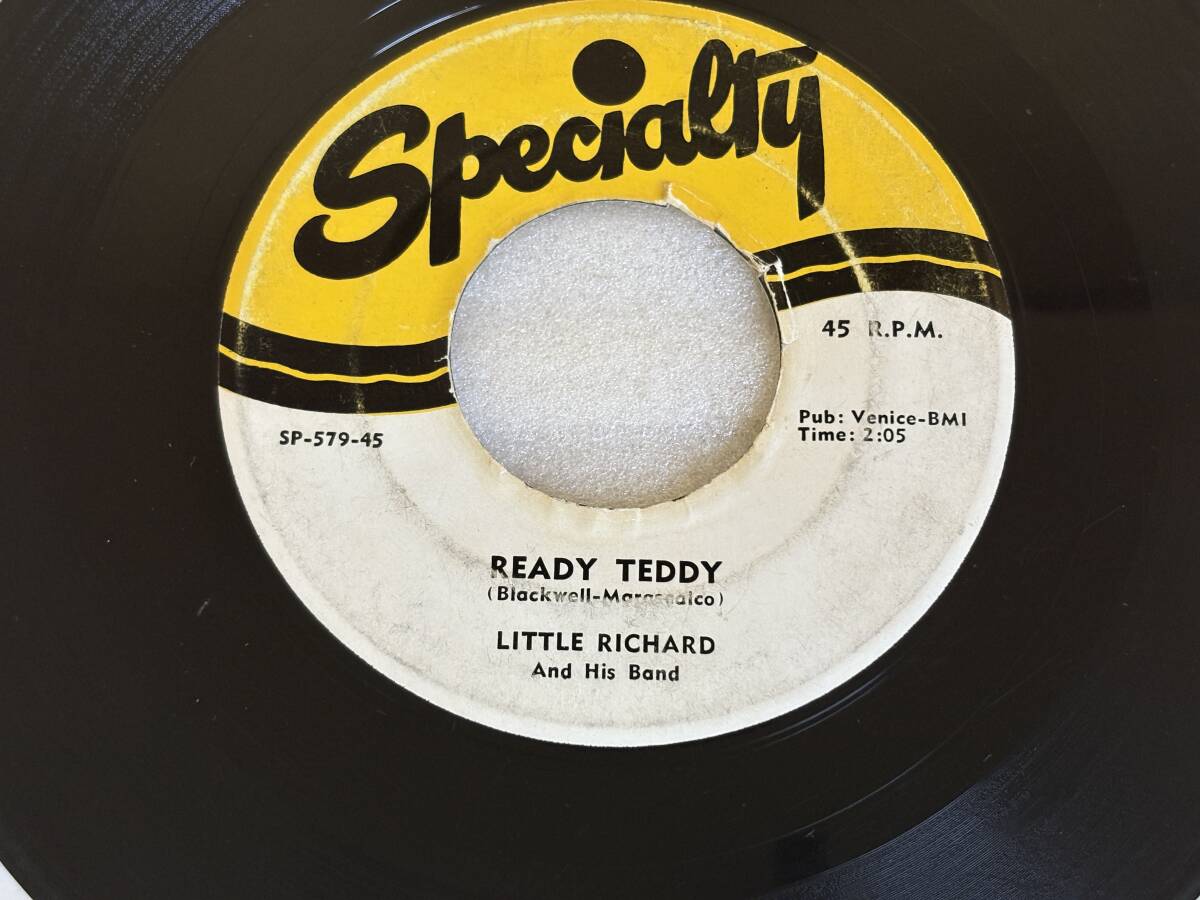 Specialty
45 R.P.M.
SP-579-45
Pub: Venice-BMI
Time: 2:05
READY TEDDY
(Blackwell-Marascalco)
LITTLE RICHARD
And His Band